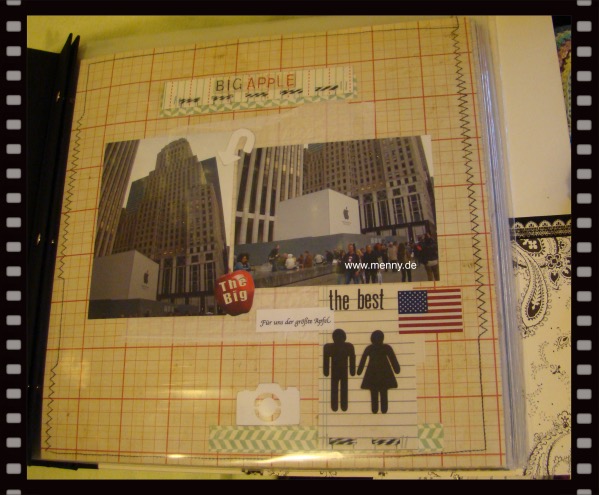 BIG APPLE
www.menny.de
The
Big
the best
Für uns der größte Apfel.